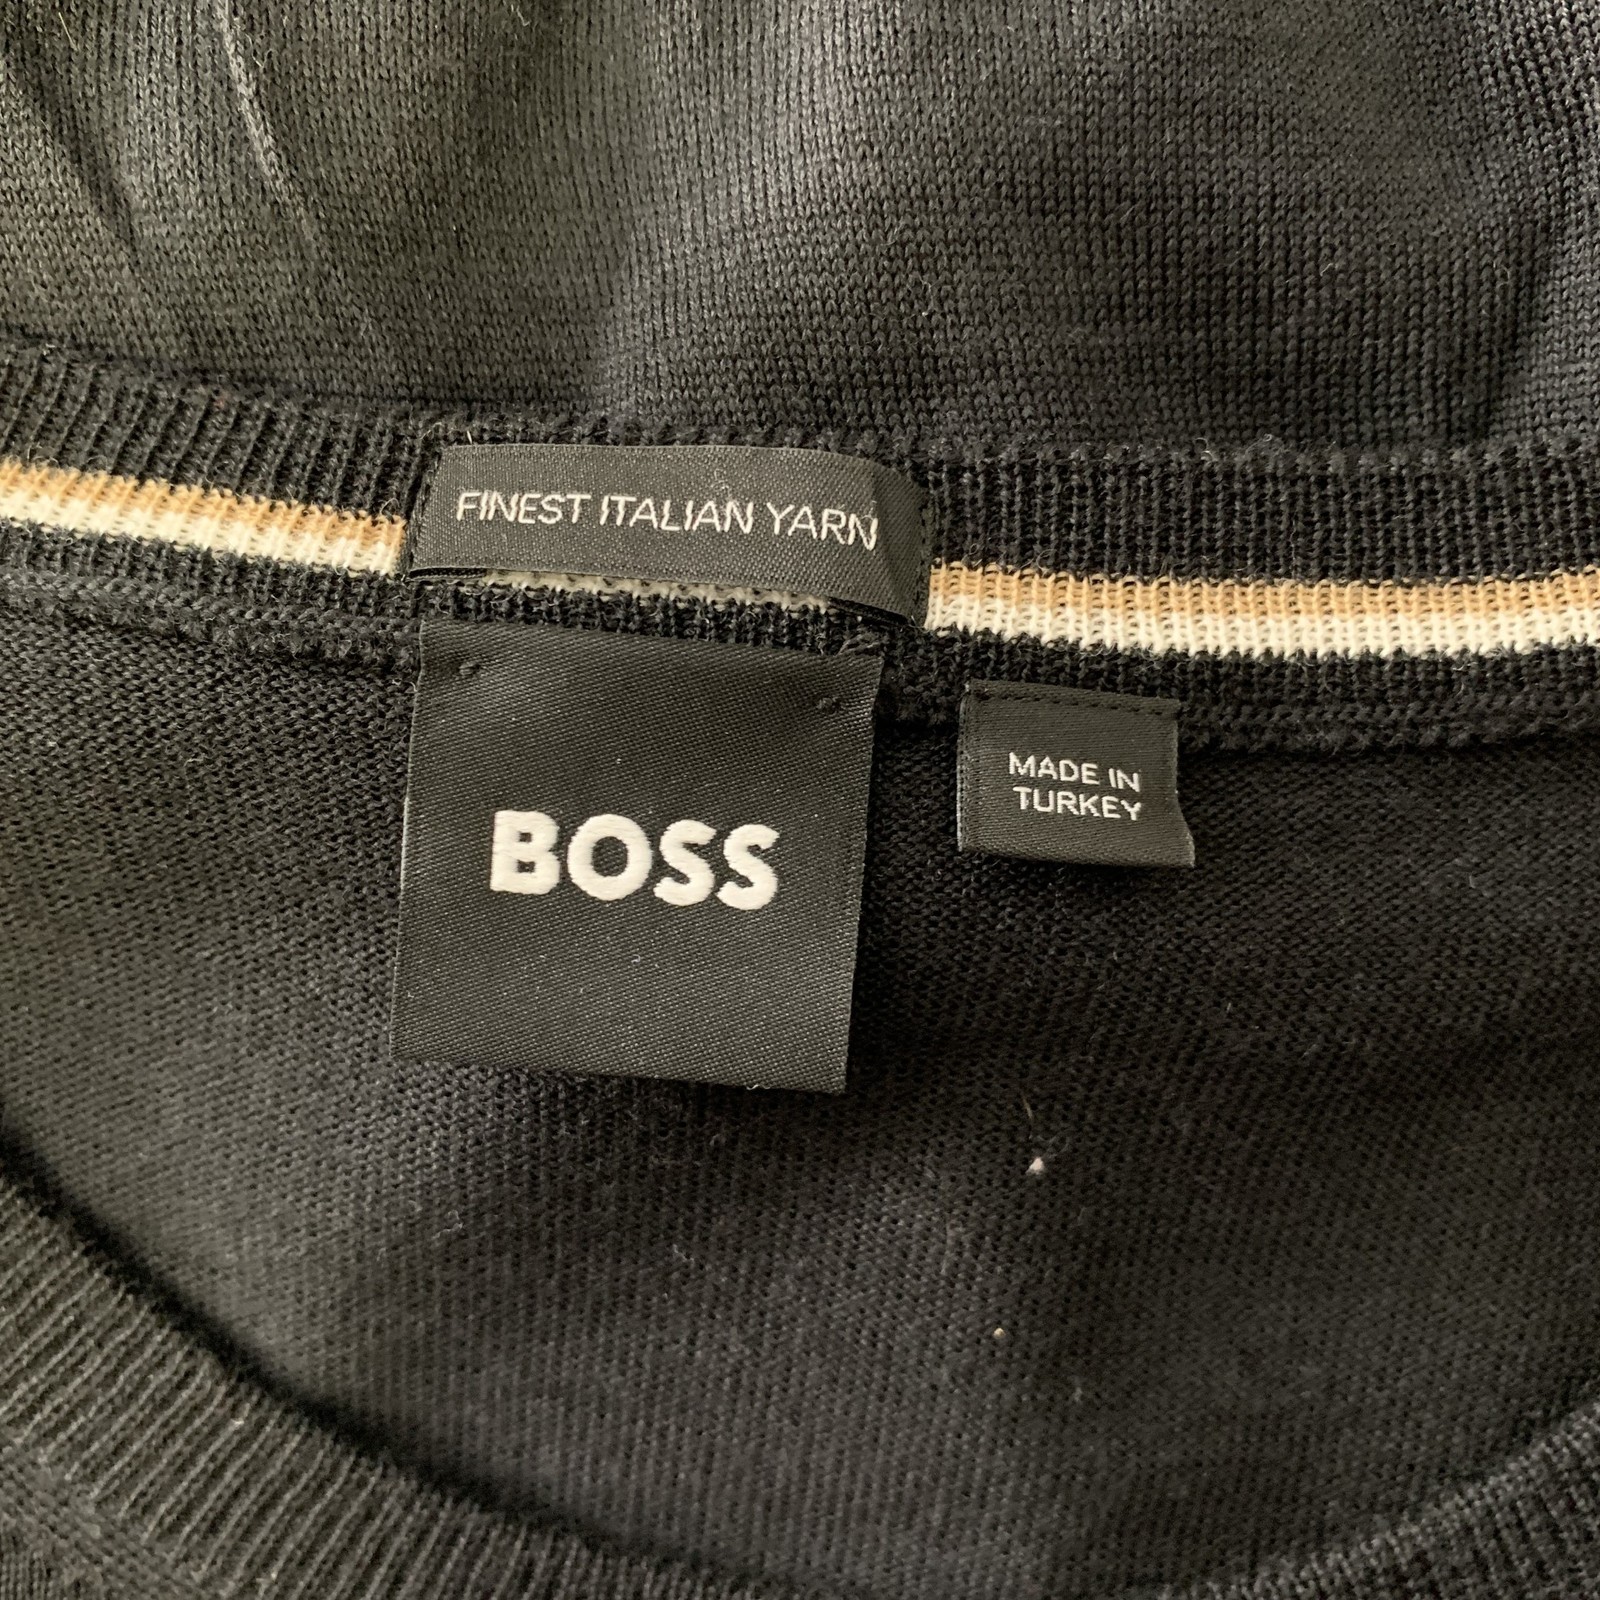 FINEST ITALIAN YARN
BOSS
MADE IN
TURKEY